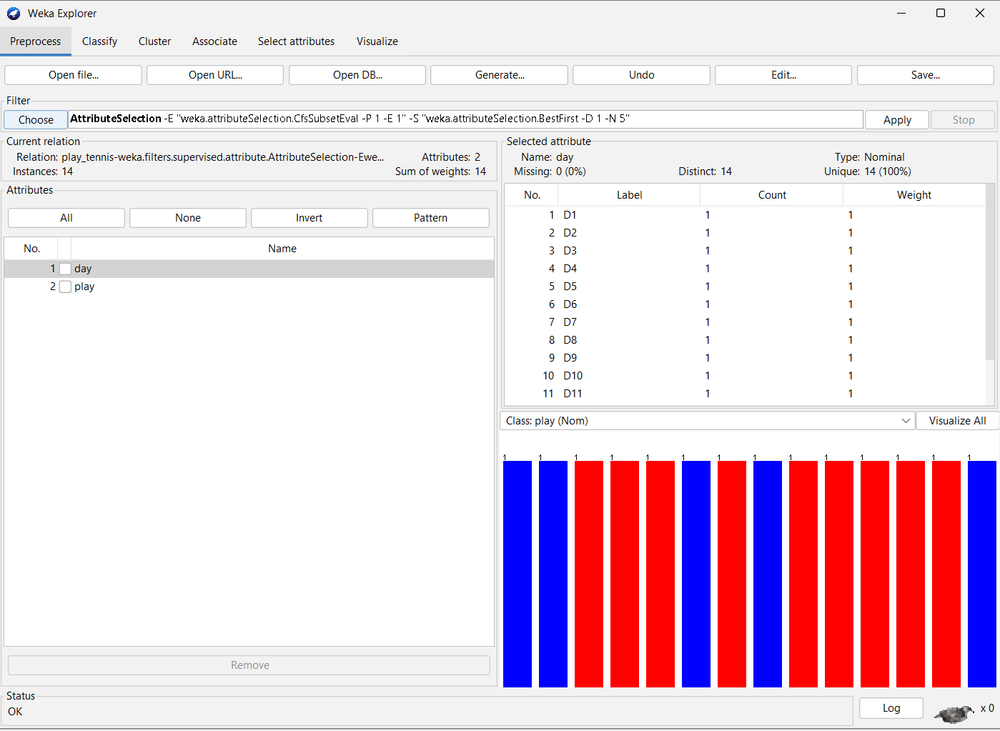 Weka Explorer
Preprocess Classify Cluster Associate Select attributes Visualize
Open file... Open URL... Open DB... Generate... Undo Edit... Save...
Filter
Choose AttributeSelection -E "weka.attributeSelection.CfsSubsetEval -P 1 -E 1" -S "weka.attributeSelection.BestFirst -D 1 -N 5" Apply Stop
Current relation
Relation: play_tennis-weka.filters.supervised.attribute.AttributeSelection-Ewe... Attributes: 2
Instances: 14 Sum of weights: 14
Attributes
All None Invert Pattern
No. Name
1 day
2 play
Remove
Selected attribute
Name: day Type: Nominal
Missing: 0 (0%) Distinct: 14 Unique: 14 (100%)
No. Label Count Weight
1 D1 1 1
2 D2 1 1
3 D3 1 1
4 D4 1 1
5 D5 1 1
6 D6 1 1
7 D7 1 1
8 D8 1 1
9 D9 1 1
10 D10 1 1
11 D11 1 1
Class: play (Nom) Visualize All
1 1 1 1 1 1 1 1 1 1 1 1 1 1
Status
OK
Log x 0